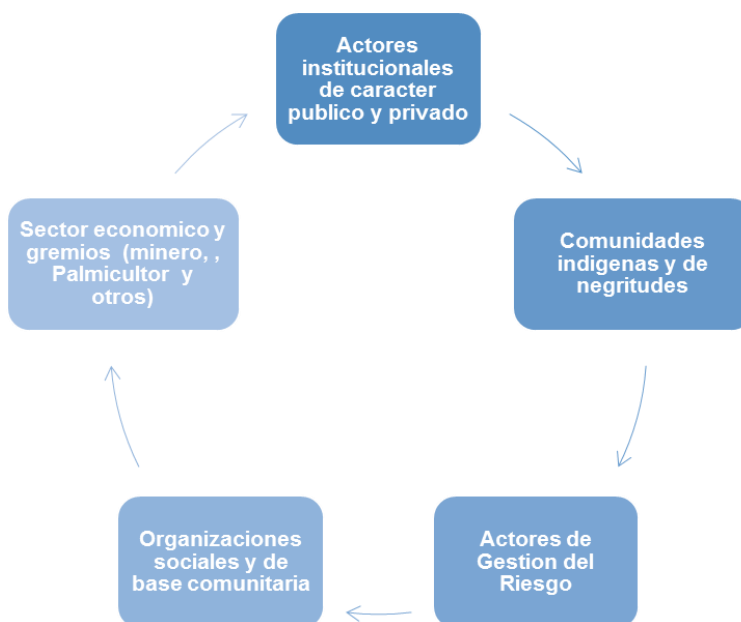 Actores
institucionales
de caracter
publico y privado
Comunidades
indigenas y de
negritudes
Actores de
Gestion del
Riesgo
Organizaciones
sociales y de
base comunitaria
Sector economico y
gremios (minero, ,
Palmicultor y
otros)